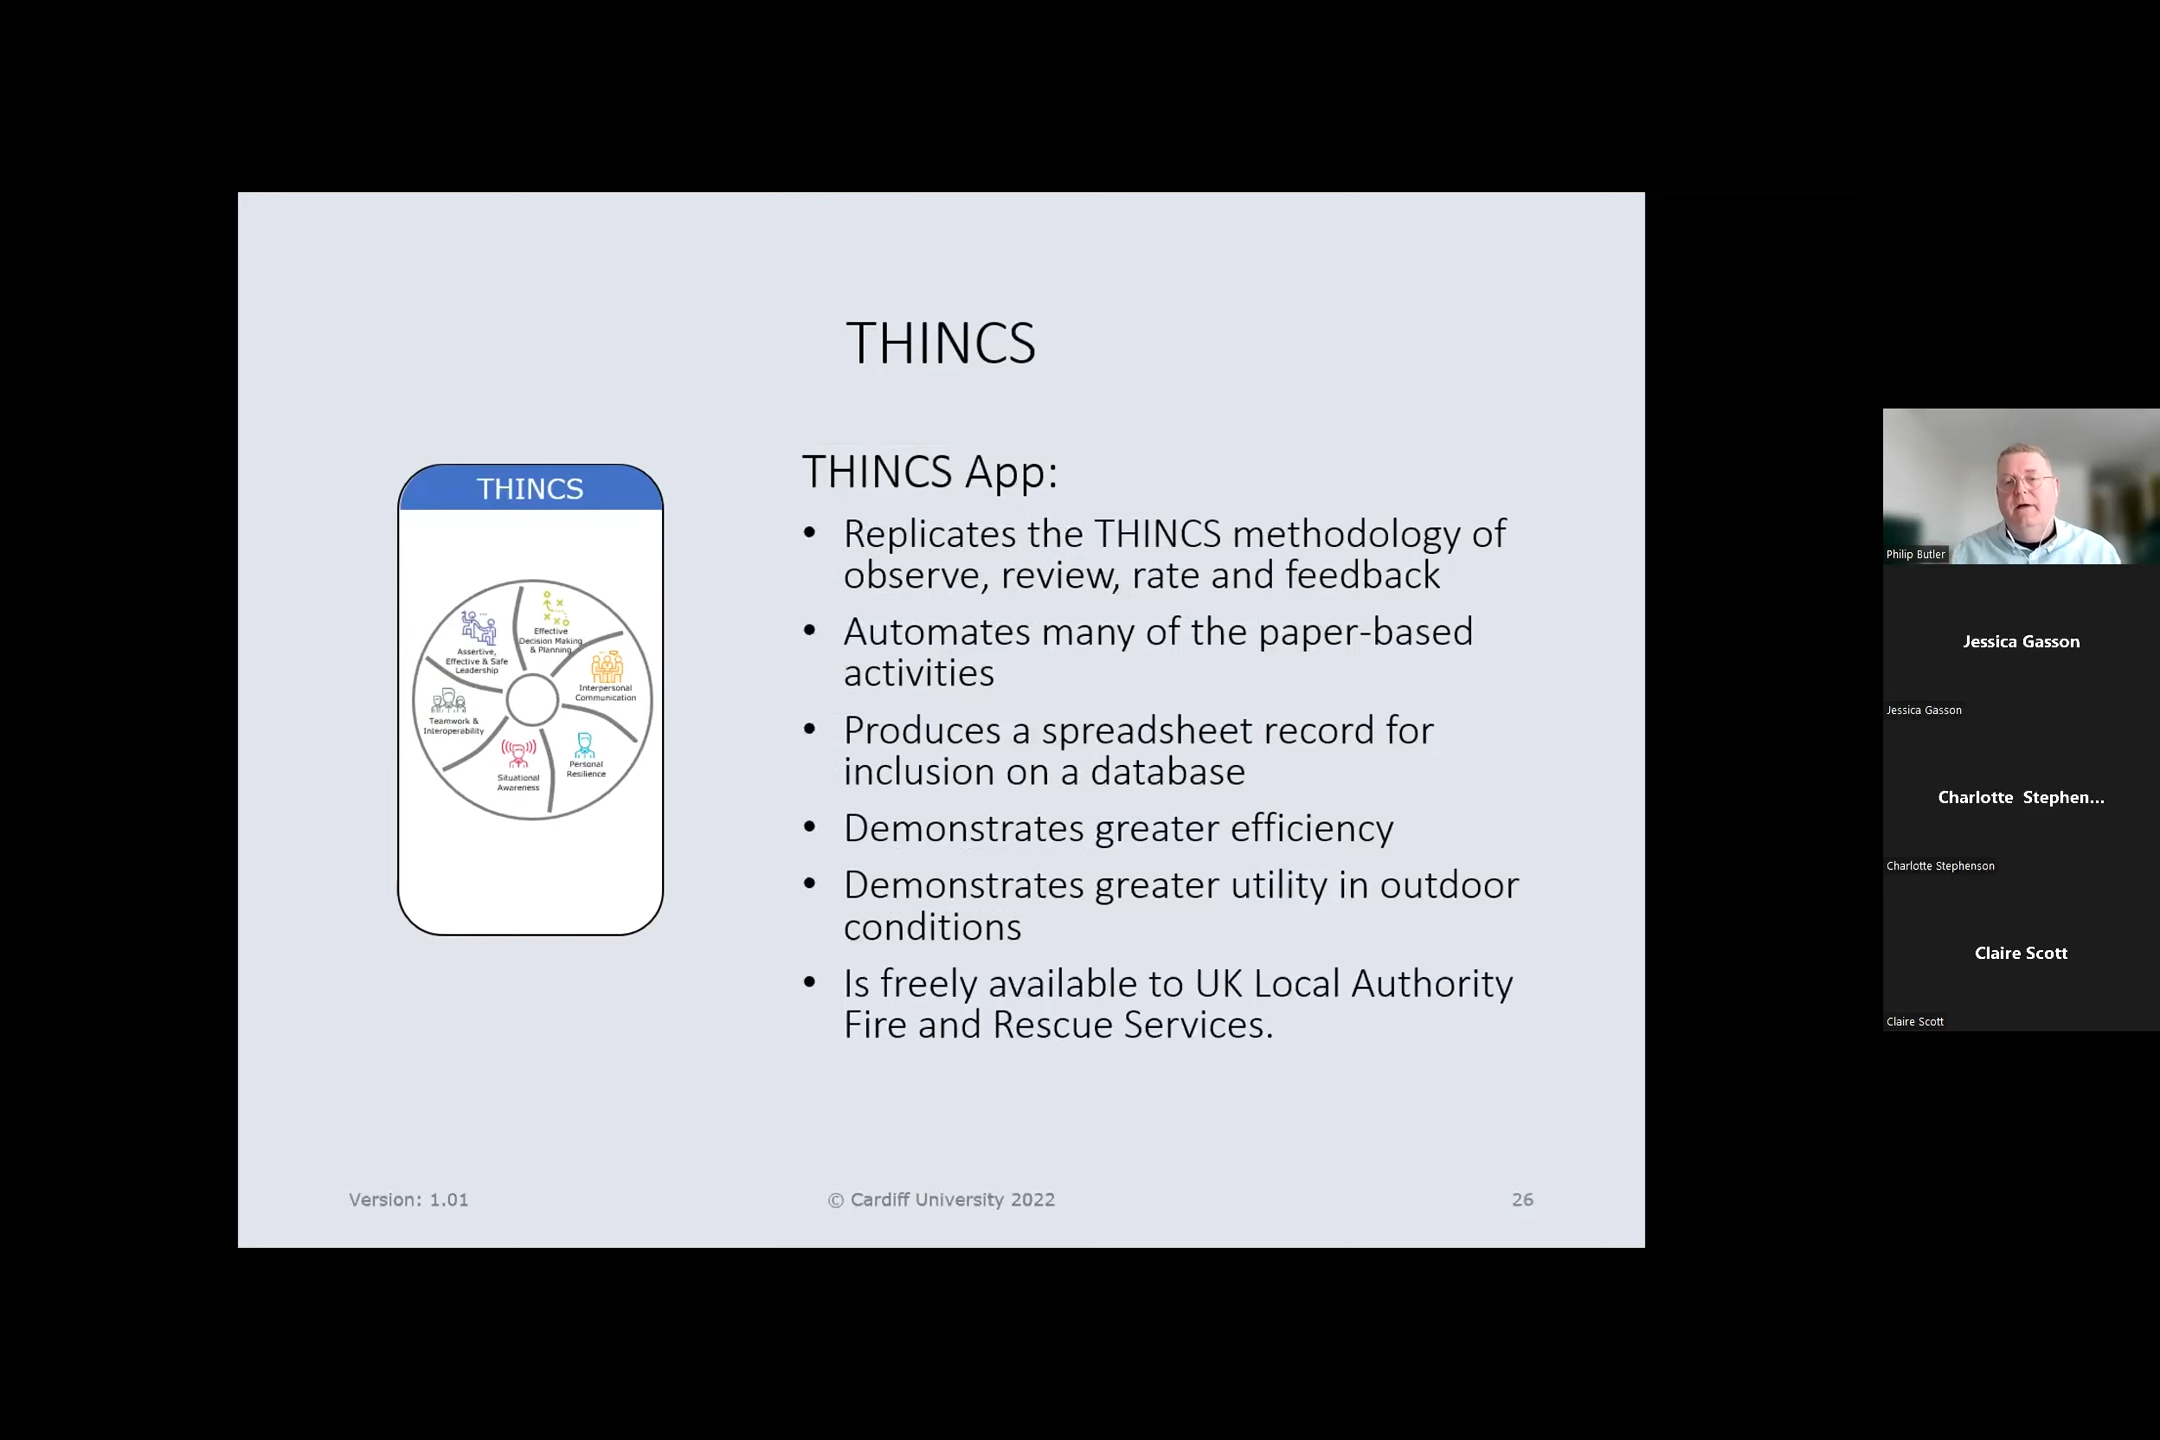 THINCS
THINCS
Assertive,
Effective & Safe
Leadership
Effective
Decision Making
& Planning
Interpersonal
Communication
Teamwork &
Interoperability
Situational
Awareness
Personal
Resilience
THINCS App:
• Replicates the THINCS methodology of
observe, review, rate and feedback
• Automates many of the paper-based
activities
• Produces a spreadsheet record for
inclusion on a database
• Demonstrates greater efficiency
• Demonstrates greater utility in outdoor
conditions
• Is freely available to UK Local Authority
Fire and Rescue Services.
Version: 1.01
© Cardiff University 2022
26
Philip Butler
Jessica Gasson
Jessica Gasson
Charlotte Stephen...
Charlotte Stephenson
Claire Scott
Claire Scott